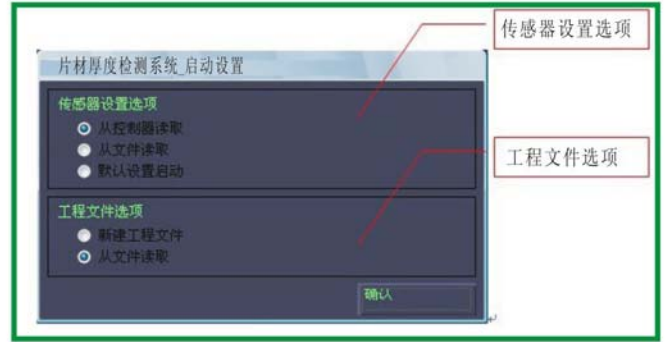 传感器设置选项
片材厚度检测系统_启动设置
传感器设置选项
从控制器读取
从文件读取
默认设置启动
工程文件选项
工程文件选项
新建工程文件
从文件读取
确认